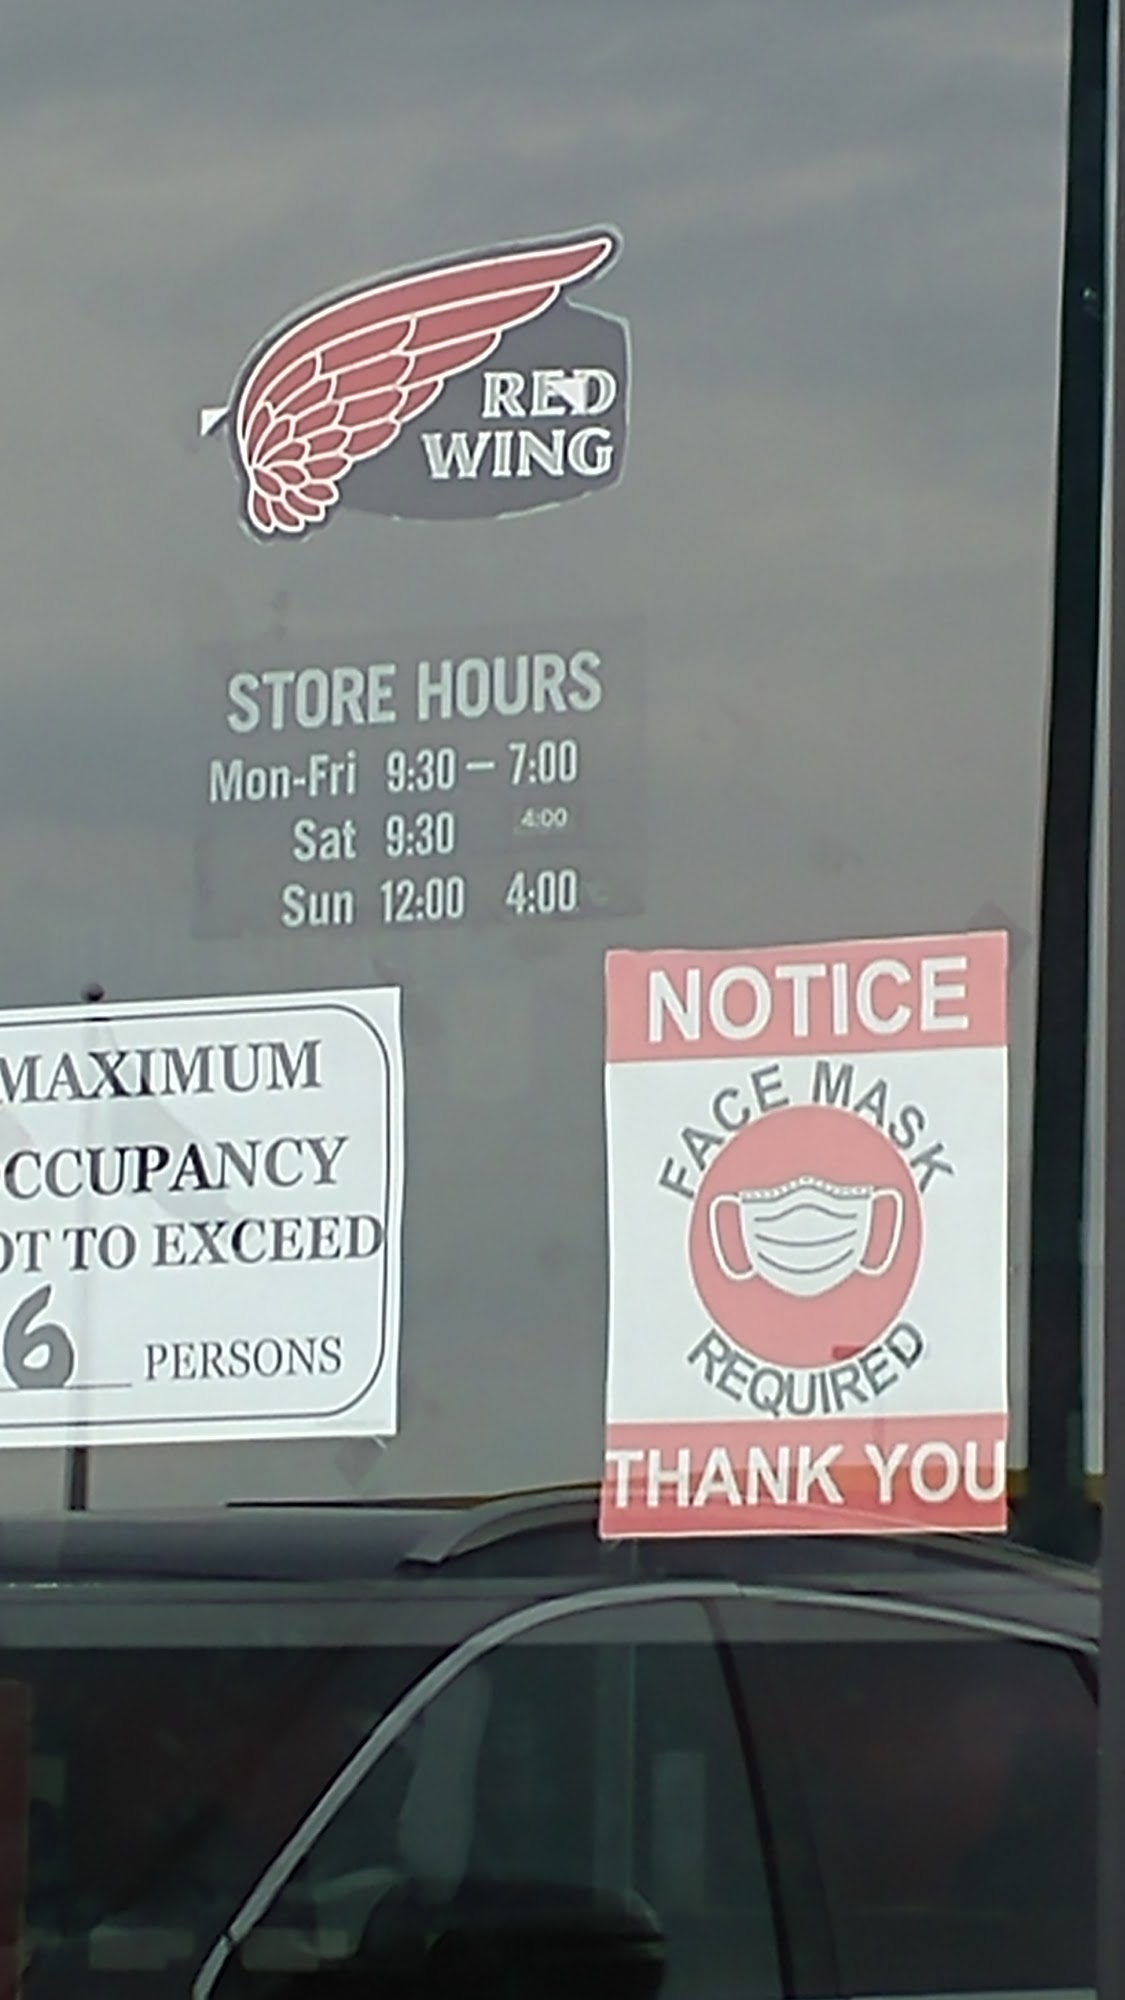 RED
WING
STORE HOURS
Mon-Fri 9:30 – 7:00
Sat 9:30 4:00
Sun 12:00 4:00
MAXIMUM
CCUPANCY
OT TO EXCEED
6 PERSONS
NOTICE
FACE MASK
REQUIRED
THANK YOU